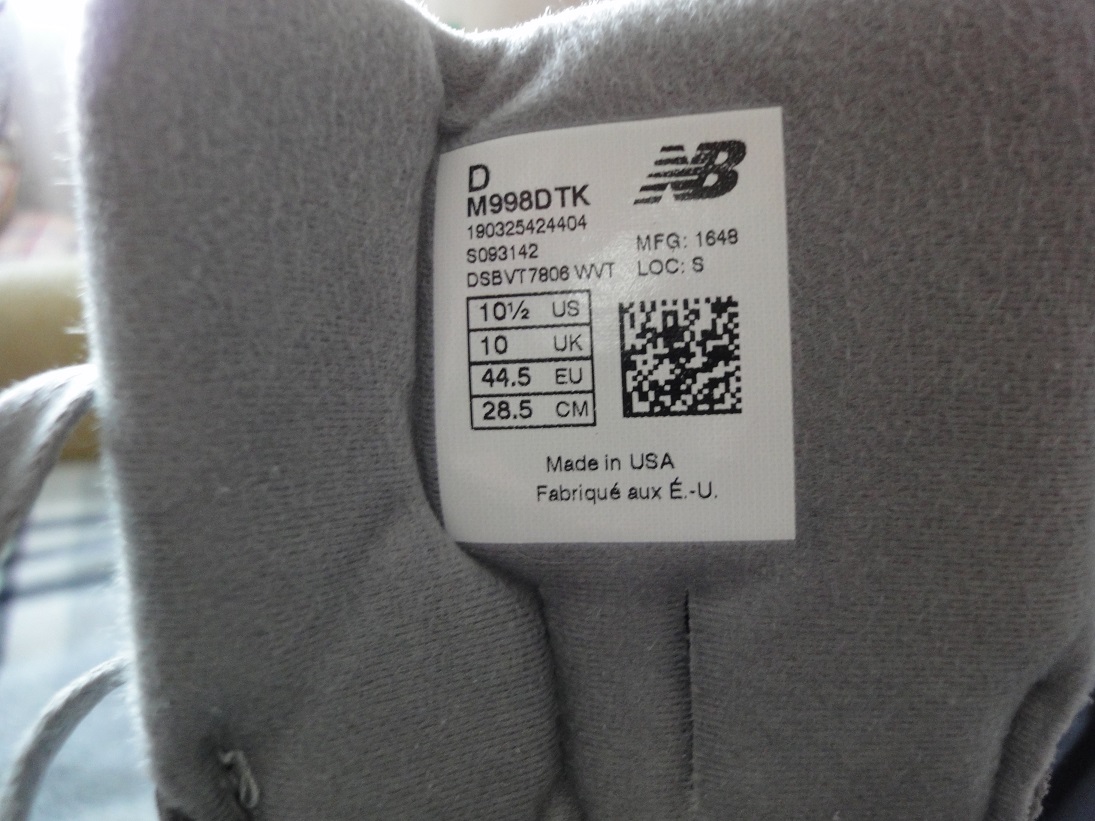 D
M998DTK
190325424404
S093142
DSBVT7806 WVT
NB
MFG: 1648
LOC: S
10½ US
10 UK
44.5 EU
28.5 CM
Made in USA
Fabriqué aux É.-U.